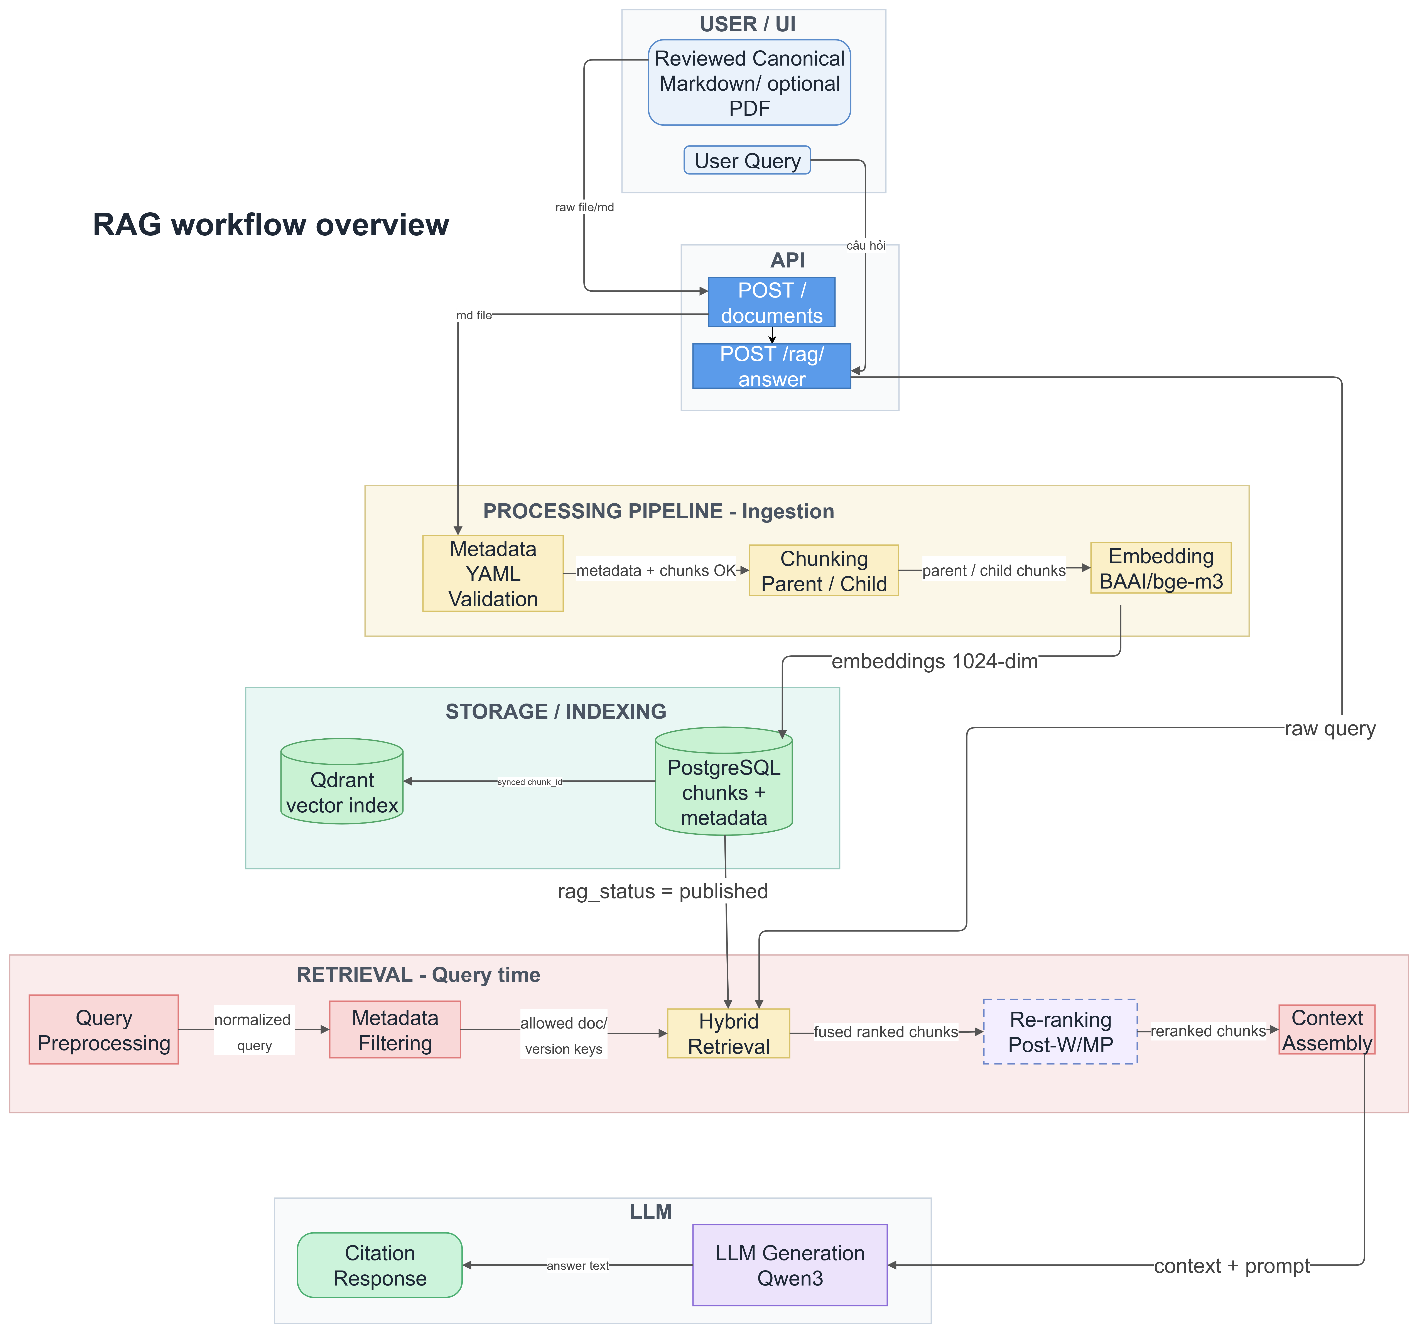 USER / UI
Reviewed Canonical
Markdown/ optional
PDF
User Query
raw file/md
RAG workflow overview
câu hỏi
API
POST /
documents
md file
POST /rag/
answer
PROCESSING PIPELINE - Ingestion
Metadata
YAML
Validation
metadata + chunks OK
Chunking
Parent / Child
parent / child chunks
Embedding
BAAI/bge-m3
embeddings 1024-dim
STORAGE / INDEXING
raw query
Qdrant
vector index
synced chunk_id
PostgreSQL
chunks +
metadata
rag_status = published
RETRIEVAL - Query time
Query
Preprocessing
normalized
query
Metadata
Filtering
allowed doc/
version keys
Hybrid
Retrieval
fused ranked chunks
Re-ranking
Post-W/MP
reranked chunks
Context
Assembly
LLM
Citation
Response
answer text
LLM Generation
Qwen3
context + prompt